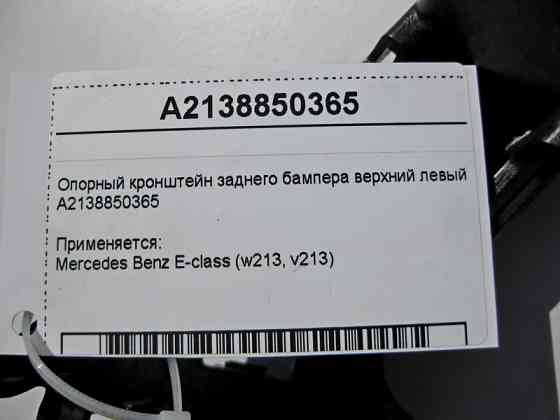 A2138850365
Опорный кронштейн заднего бампера верхний левый
A2138850365
Применяется:
Mercedes Benz E-class (w213, v213)